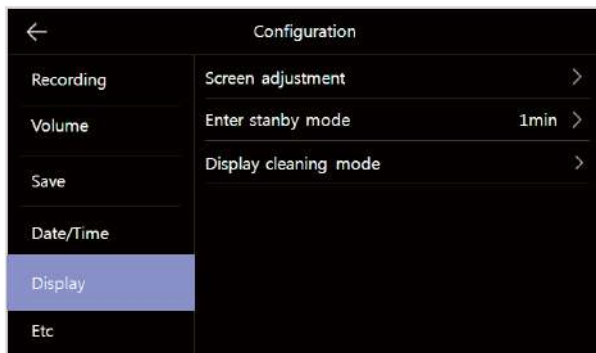 Configuration
Recording
Volume
Save
Date/Time
Display
Etc
Screen adjustment
Enter stanby mode 1min
Display cleaning mode